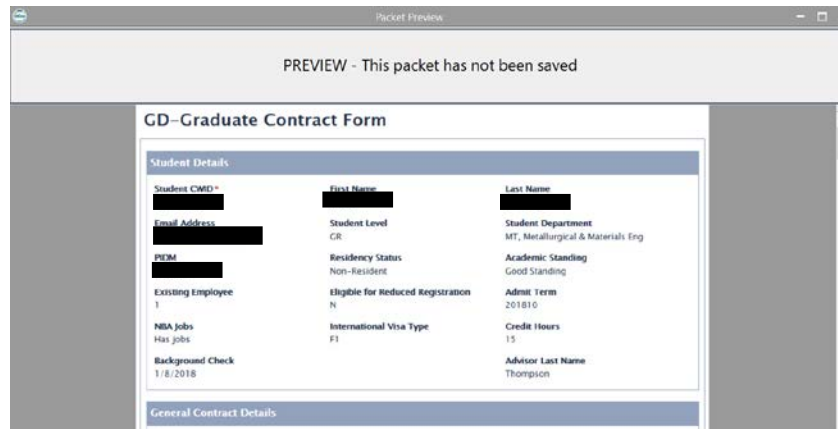 Packet Preview
PREVIEW - This packet has not been saved
GD-Graduate Contract Form
Student Details
Student CWID* First Name Last Name
Email Address Student Level Student Department
GR MT, Metallurgical & Materials Eng
PIDM Residency Status Academic Standing
Non-Resident Good Standing
Existing Employee Eligible for Reduced Registration Admit Term
1 N 201810
NBA Jobs International Visa Type Credit Hours
Has jobs F1 15
Background Check Advisor Last Name
1/8/2018 Thompson
General Contract Details